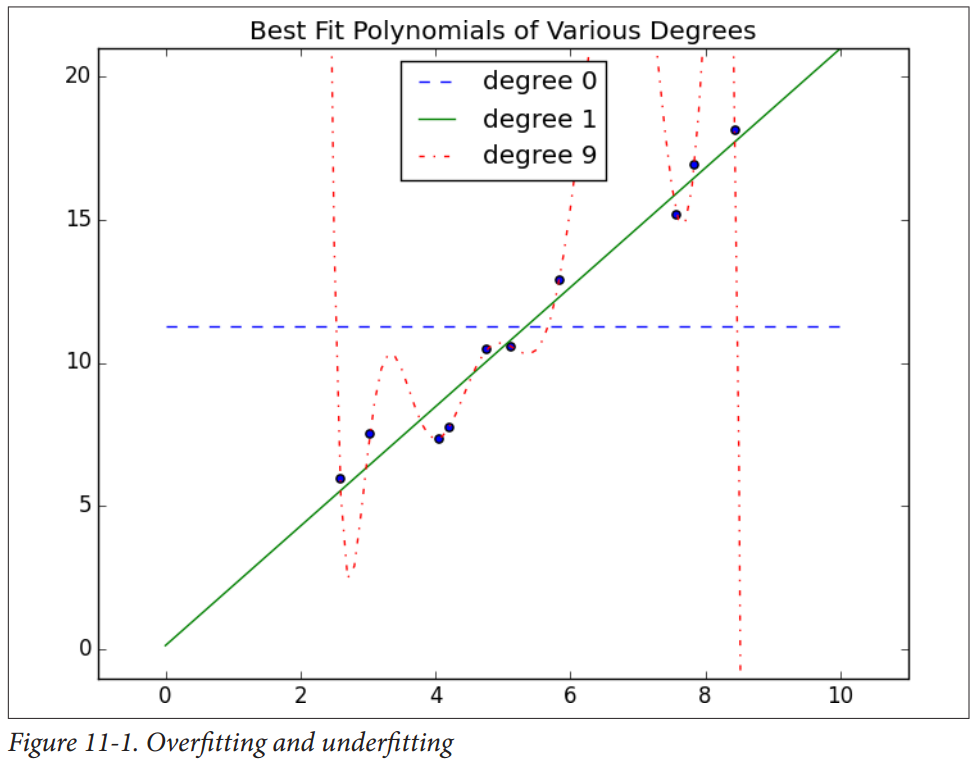 Best Fit Polynomials of Various Degrees
20
15
10
5
0
degree 0
degree 1
degree 9
0 2 4 6 8 10
Figure 11-1. Overfitting and underfitting